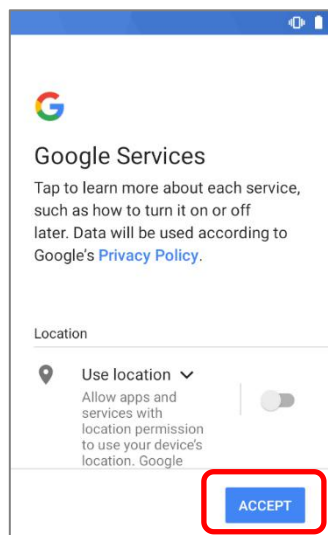 Google Services
Tap to learn more about each service,
such as how to turn it on or off
later. Data will be used according to
Google's Privacy Policy.
Location
Use location
Allow apps and
services with
location permission
to use your device's
location. Google
ACCEPT